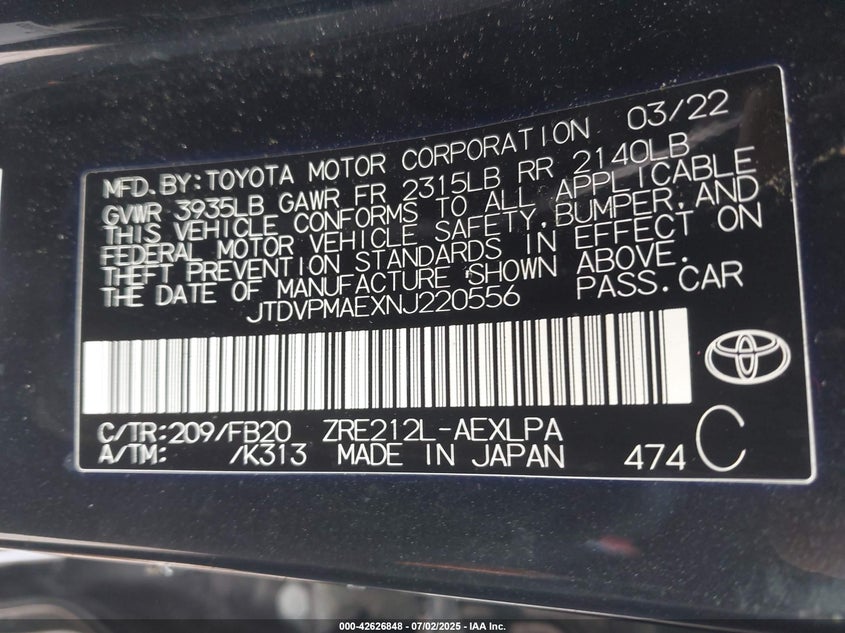 MFD.BY:TOYOTA MOTOR CORPORATION 03/22
GVWR 3935LB GAWR FR 2315LB RR 2140LB
THIS VEHICLE CONFORMS TO ALL APPLICABLE
FEDERAL MOTOR VEHICLE SAFETY,BUMPER,AND
THEFT PREVENTION STANDARDS IN EFFECT ON
THE DATE OF MANUFACTURE SHOWN ABOVE.
JTDVPMAEXNJ220556 PASS.CAR
C/TR:209/FB20 ZRE212L-AEXLPA
A/TM: /K313 MADE IN JAPAN 474 C
000-42626848 - 07/02/2025 - IAA Inc.